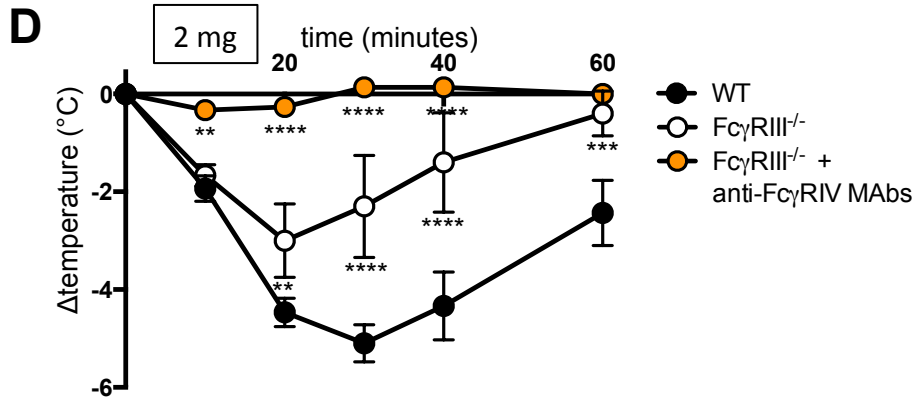 D
2 mg
time (minutes)
20 40 60
0
-2
-4
-6
Δtemperature (°C)
** **** **** **** ***
** **** ****
WT
FcγRIII-/-
FcγRIII-/- +
anti-FcγRIV MAbs